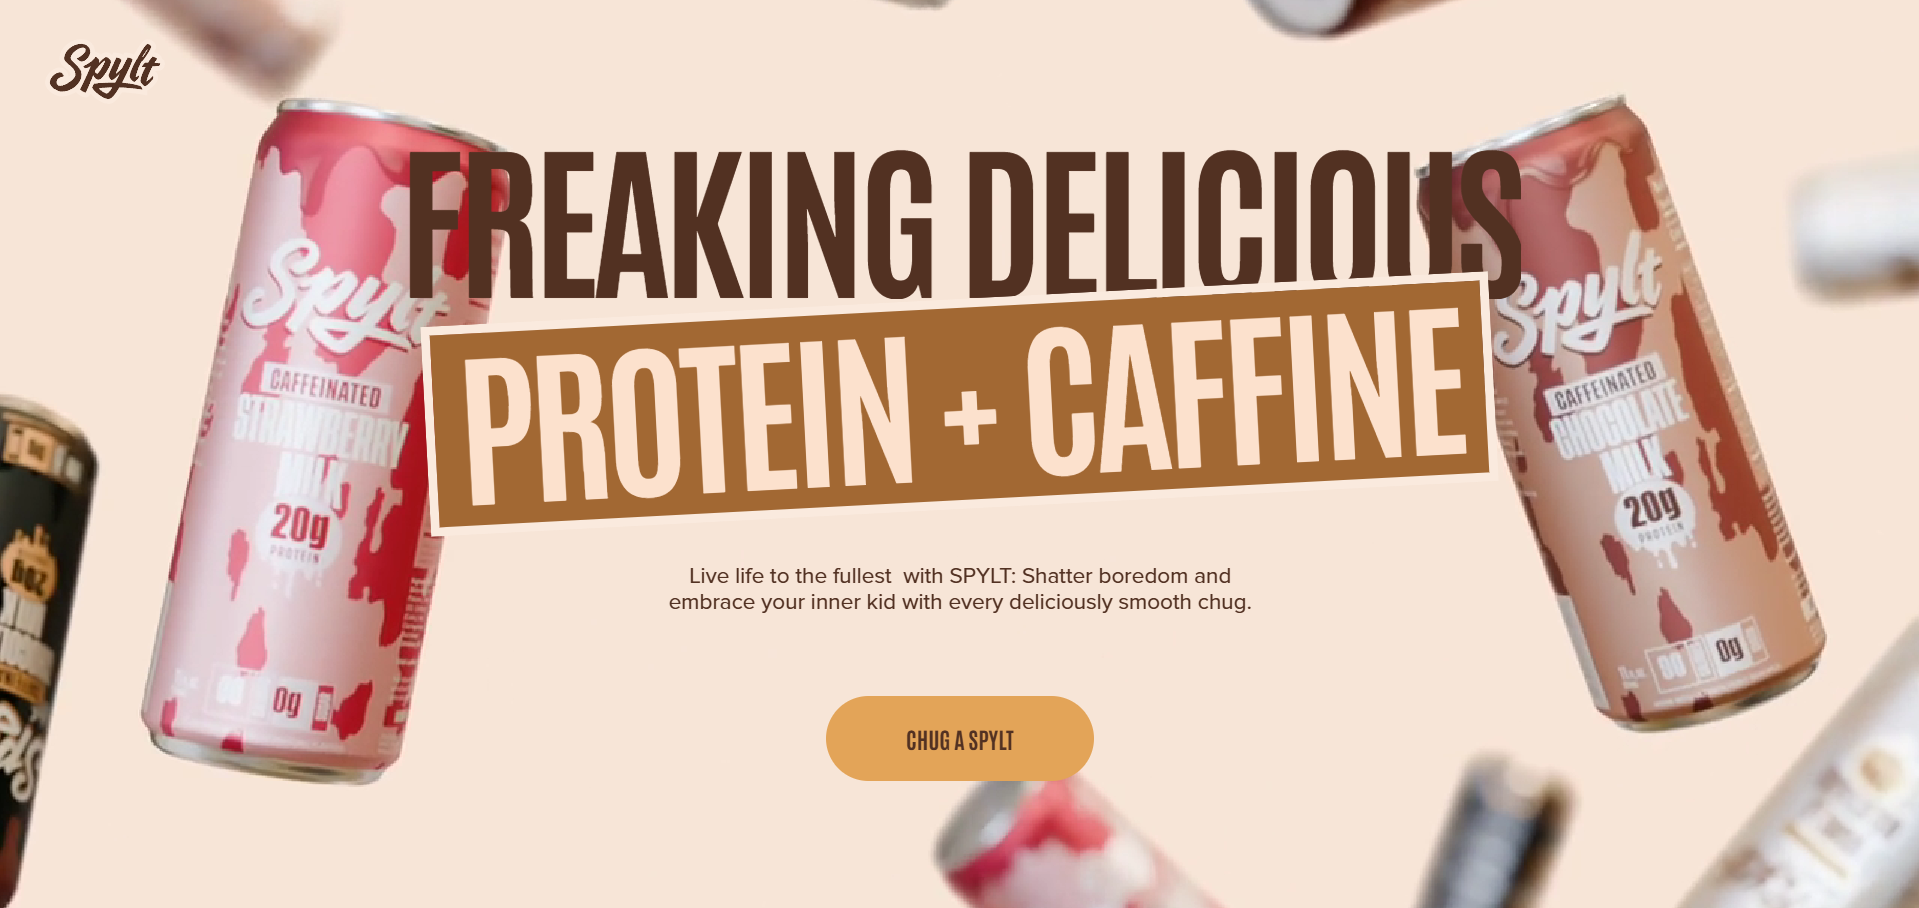 Spylt
FREAKING DELICIOUS
PROTEIN + CAFFINE
Spylt
CAFFEINATED
STRAWBERRY
MILK
20g
PROTEIN
0g
Spylt
CAFFEINATED
CHOCOLATE
MILK
20g
PROTEIN
90
0g
Live life to the fullest  with SPYLT: Shatter boredom and
embrace your inner kid with every deliciously smooth chug.
CHUG A SPYLT